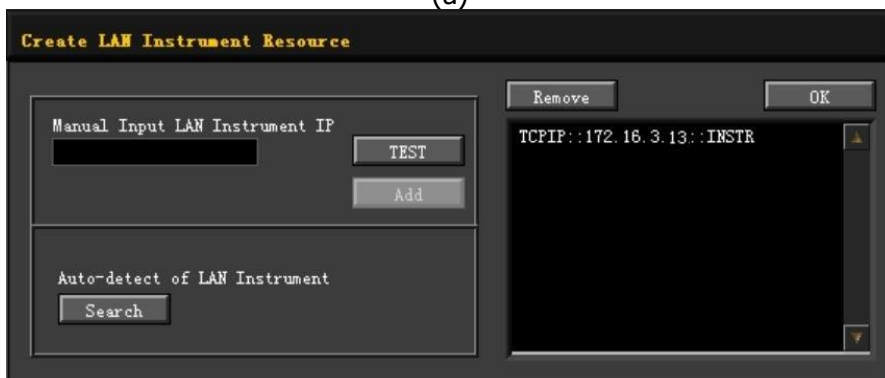 (d)
Create LAN Instrument Resource
Manual Input LAN Instrument IP
TEST
Add
Auto-detect of LAN Instrument
Search
Remove
OK
TCPIP::172.16.3.13::INSTR